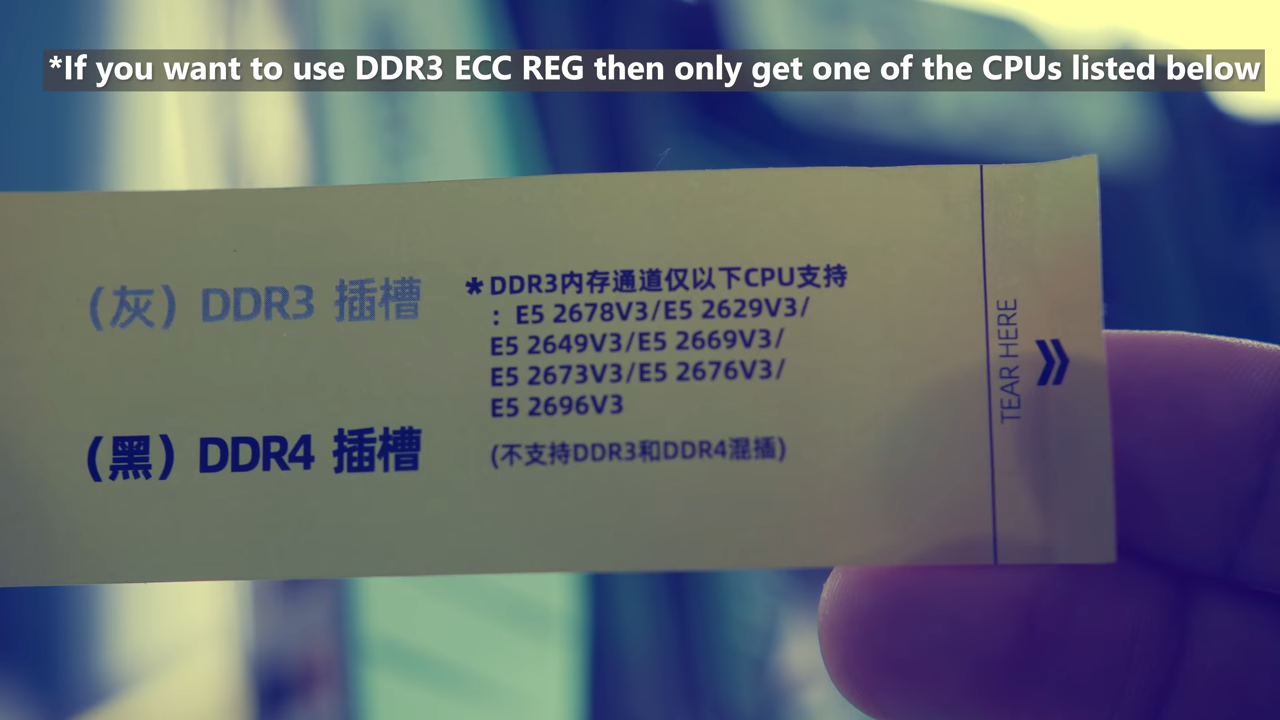 *If you want to use DDR3 ECC REG then only get one of the CPUs listed below
（灰）DDR3 插槽
（黑）DDR4 插槽
*DDR3内存通道仅以下CPU支持
：E5 2678V3/E5 2629V3/
E5 2649V3/E5 2669V3/
E5 2673V3/E5 2676V3/
E5 2696V3
(不支持DDR3和DDR4混插)
TEAR HERE